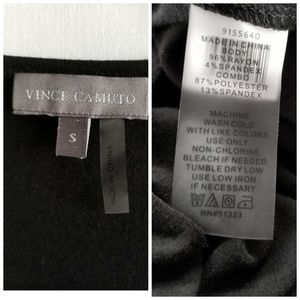 VINCE CAMUTO
S
MADE IN CHINA
9155640
MADE IN CHINA
BODY
96%RAYON
4%SPANDEX
COMBO
87%POLYESTER
13%SPANDEX
MACHINE
WASH COLD
WITH LIKE COLORS
USE ONLY
NON-CHLORINE
BLEACH IF NEEDED
TUMBLE DRY LOW
USE LOW IRON
IF NEEDED
RN#51323